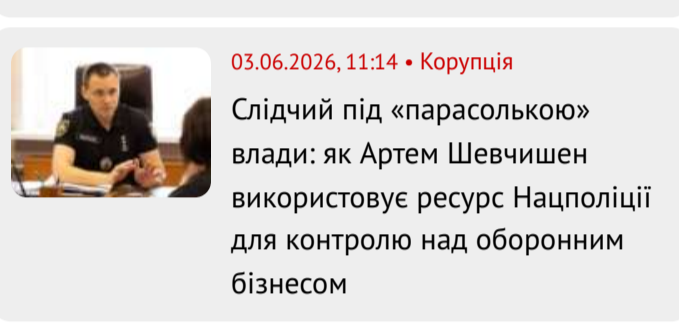 03.06.2026, 11:14 • Корупція
Слідчий під «парасолькою»
влади: як Артем Шевчишен
використовує ресурс Нацполіції
для контролю над оборонним
бізнесом